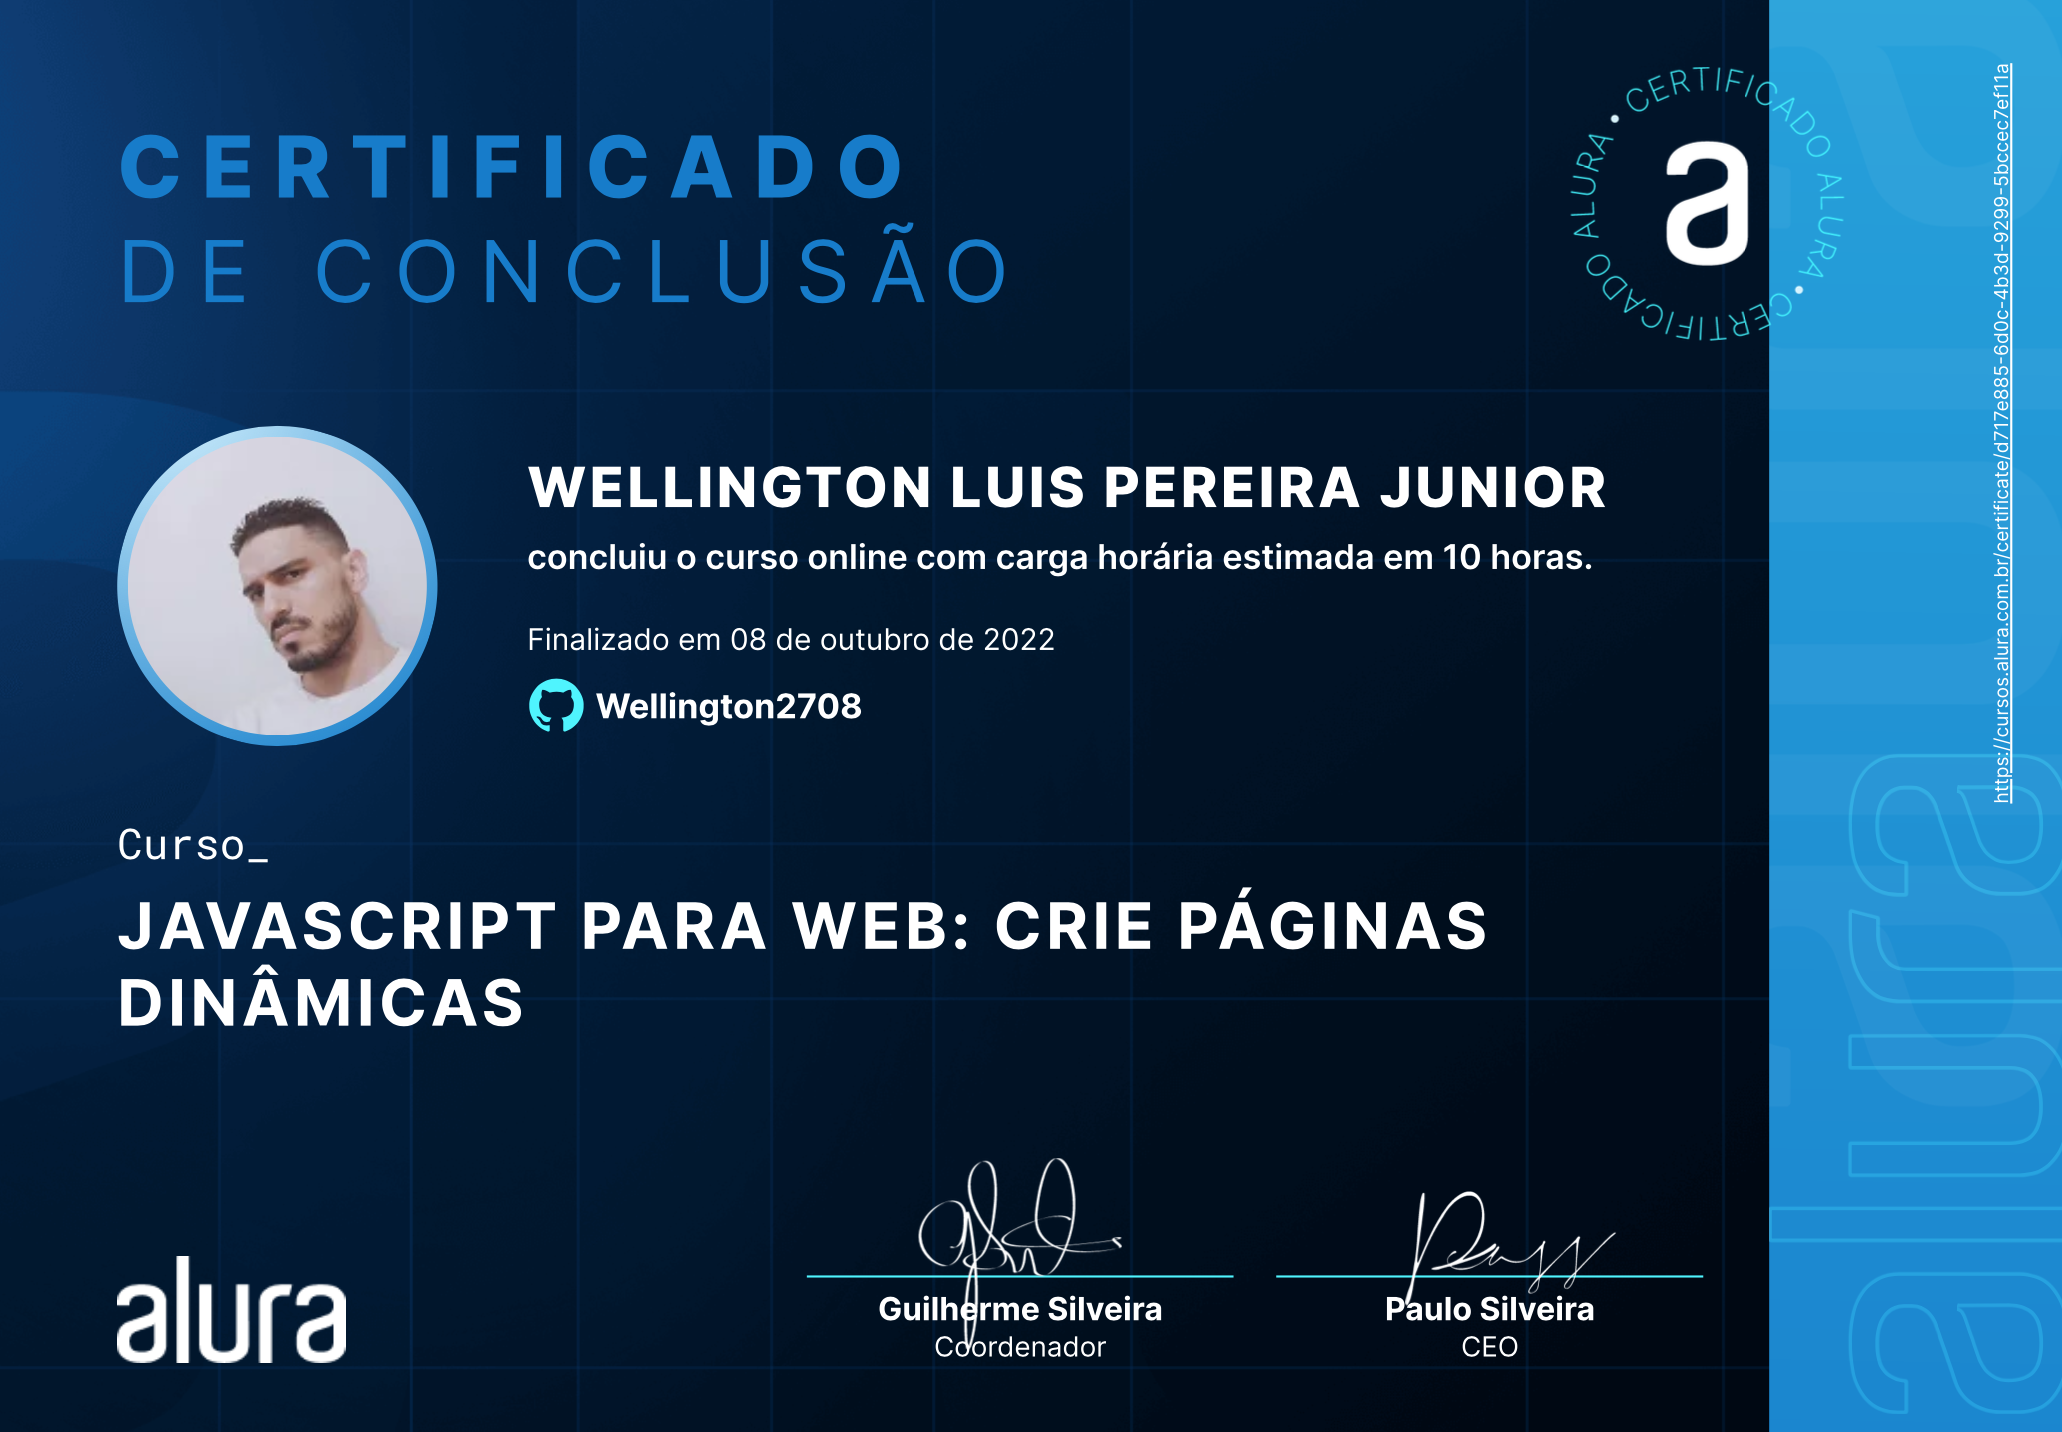 CERTIFICADO
DE CONCLUSÃO
• CERTIFICADO ALURA • CERTIFICADO ALURA
a
WELLINGTON LUIS PEREIRA JUNIOR
concluiu o curso online com carga horária estimada em 10 horas.
Finalizado em 08 de outubro de 2022
Wellington2708
Curso_
JAVASCRIPT PARA WEB: CRIE PÁGINAS
DINÂMICAS
alura
Guilherme Silveira
Coordenador
Paulo Silveira
CEO
https://cursos.alura.com.br/certificate/d717e885-6d0c-4b3d-9299-5bccec7ef11a
alura